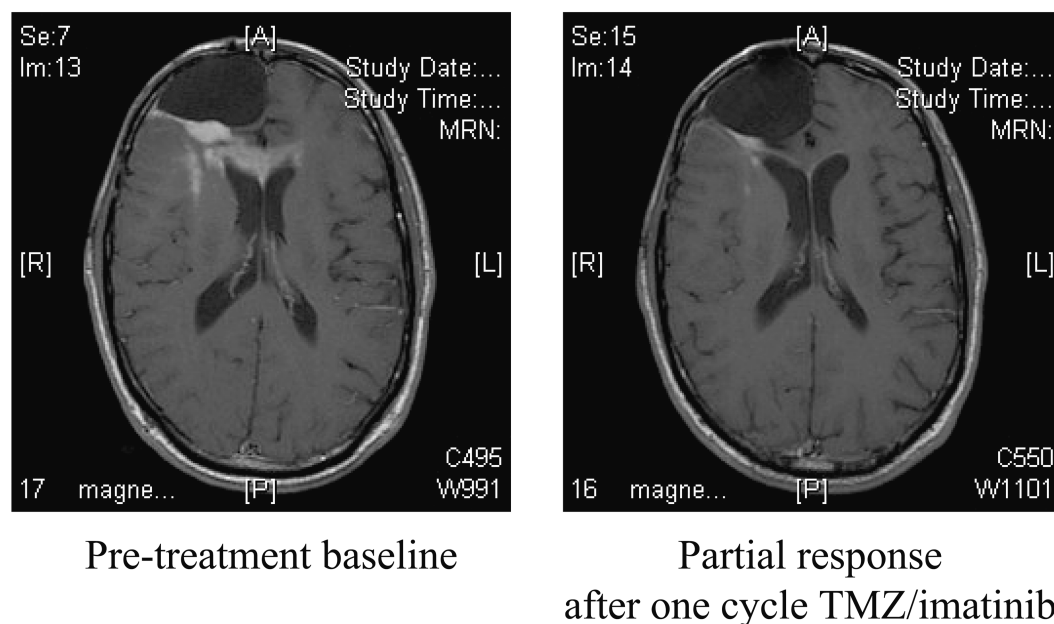 Se:7
Im:13
[A]
Study Date:...
Study Time:...
MRN:
[R]
[L]
17 magne...
[P]
C495
W991
Se:15
Im:14
[A]
Study Date:...
Study Time:...
MRN:
[R]
[L]
16 magne...
[P]
C550
W1101
Pre-treatment baseline
Partial response
after one cycle TMZ/imatinib